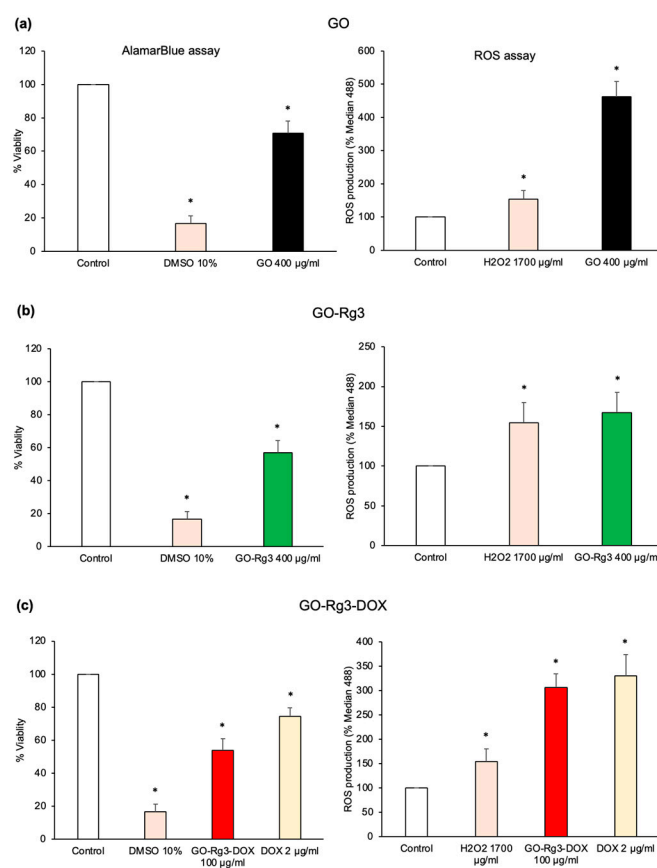 (a)
GO
AlamarBlue assay
% Viablity
120
100
80
60
40
20
0
*
*
Control
DMSO 10%
GO 400 µg/ml
ROS assay
ROS production (% Median 488)
600
500
400
300
200
100
0
*
*
Control
H2O2 1700 µg/ml
GO 400 µg/ml
(b)
GO-Rg3
% Viablity
120
100
80
60
40
20
0
*
*
Control
DMSO 10%
GO-Rg3 400 µg/ml
ROS production (% Median 488)
250
200
150
100
50
0
*
*
Control
H2O2 1700 µg/ml
GO-Rg3 400 µg/ml
(c)
GO-Rg3-DOX
% Viablity
120
100
80
60
40
20
0
*
*
*
Control
DMSO 10%
GO-Rg3-DOX
100 µg/ml
DOX 2 µg/ml
ROS production (% Median 488)
400
350
300
250
200
150
100
50
0
*
*
*
Control
H2O2 1700
µg/ml
GO-Rg3-DOX
100 µg/ml
DOX 2 µg/ml